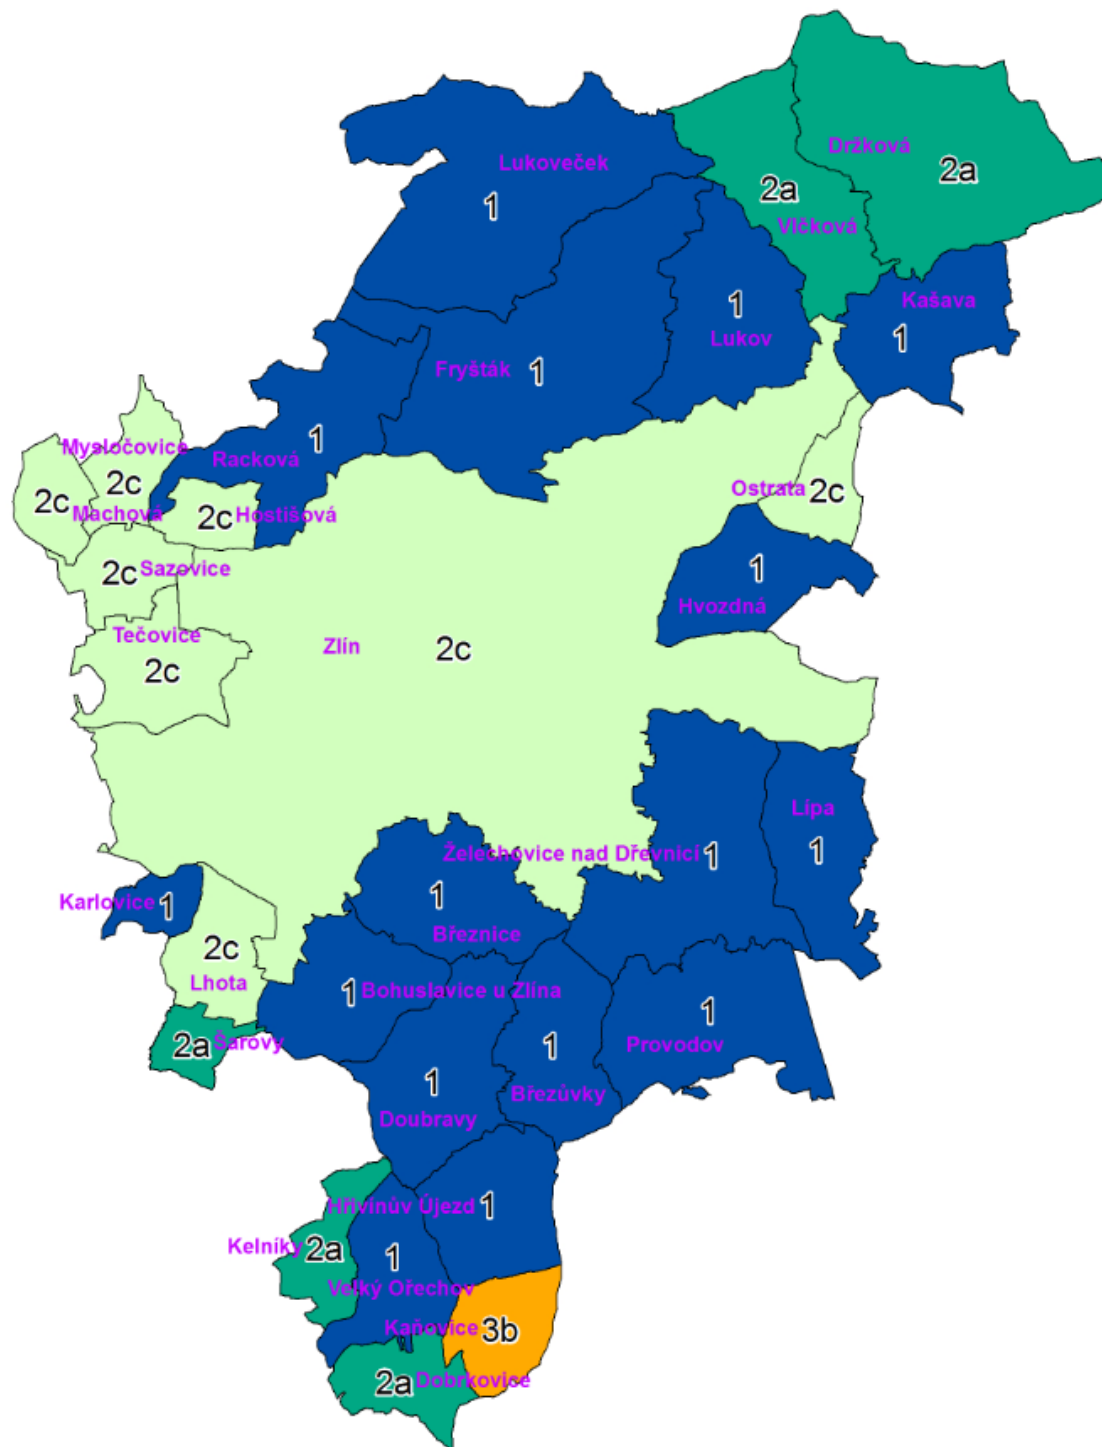 Držková
2a
Lukoveček
2a
1
Vlčková
Kašava
1
Lukov
1
Fryšták
1
1
Mysločovice
Racková
2c
Ostrata
2c
2c
Machová
2c
Hostišová
Sazovice
2c
1
Hvozdná
Tečovice
2c
Zlín
2c
Lípa
1
Želechovice nad Dřevnicí
1
1
Karlovice
1
Březnice
2c
Lhota
1
Bohuslavice u Zlína
1
Šarovy
2a
1
Provodov
1
Březůvky
Doubravy
Hřivinův Újezd
1
Kelníky
2a
1
Velký Ořechov
Kaňovice
3b
2a
Dobrkovice